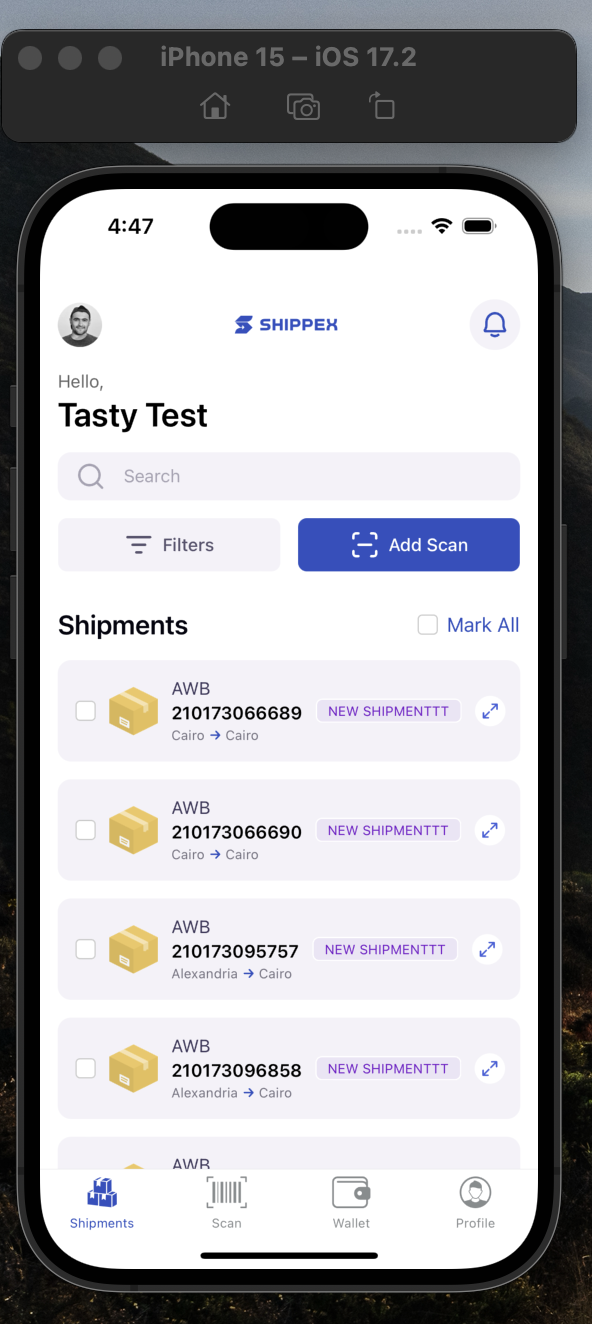 iPhone 15 – iOS 17.2
4:47
SHIPPEX
Hello,
Tasty Test
Search
Filters
Add Scan
Shipments
Mark All
AWB
210173066689
NEW SHIPMENTTT
Cairo → Cairo
AWB
210173066690
NEW SHIPMENTTT
Cairo → Cairo
AWB
210173095757
NEW SHIPMENTTT
Alexandria → Cairo
AWB
210173096858
NEW SHIPMENTTT
Alexandria → Cairo
AWB
Shipments
Scan
Wallet
Profile